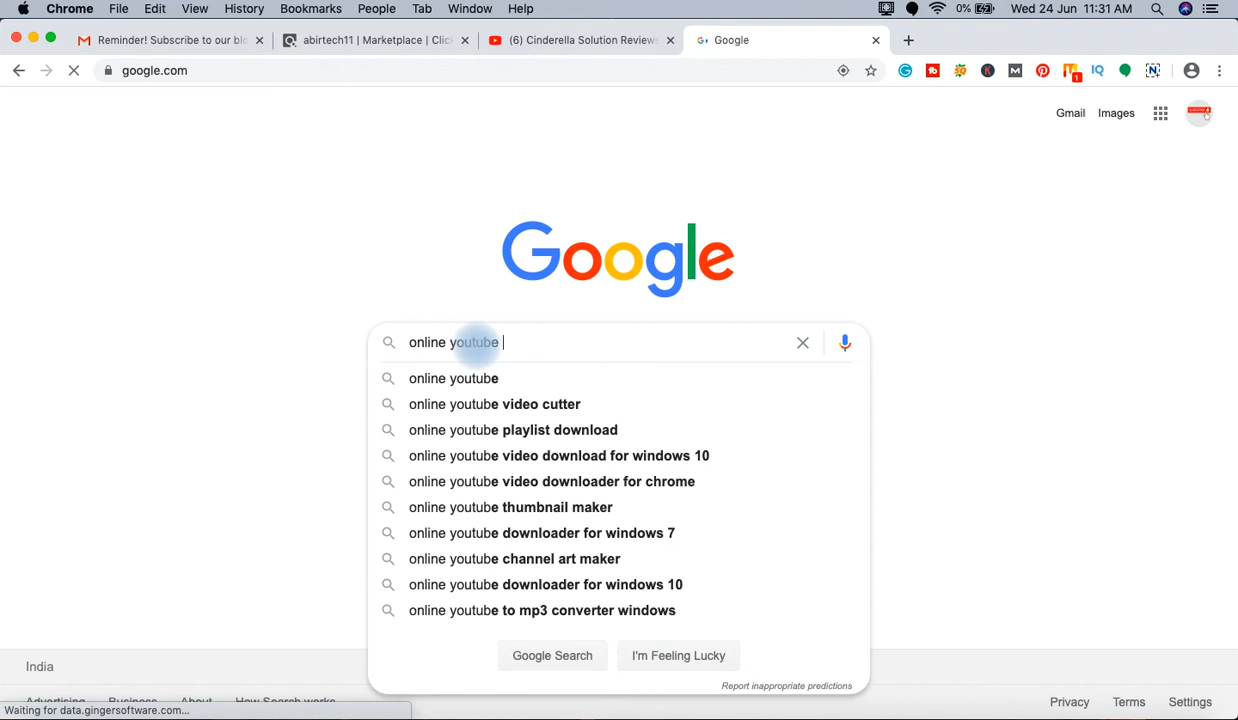 Chrome File Edit View History Bookmarks People Tab Window Help 0% Wed 24 Jun 11:31 AM
Reminder! Subscribe to our blo abirtech11 | Marketplace | Click (6) Cinderella Solution Reviews Google
google.com
Gmail Images
Google
online youtube
online youtube
online youtube video cutter
online youtube playlist download
online youtube video download for windows 10
online youtube video downloader for chrome
online youtube thumbnail maker
online youtube downloader for windows 7
online youtube channel art maker
online youtube downloader for windows 10
online youtube to mp3 converter windows
Google Search I'm Feeling Lucky
Report inappropriate predictions
India
Advertising Business About How Search works Privacy Terms Settings
Waiting for data.gingersoftware.com...